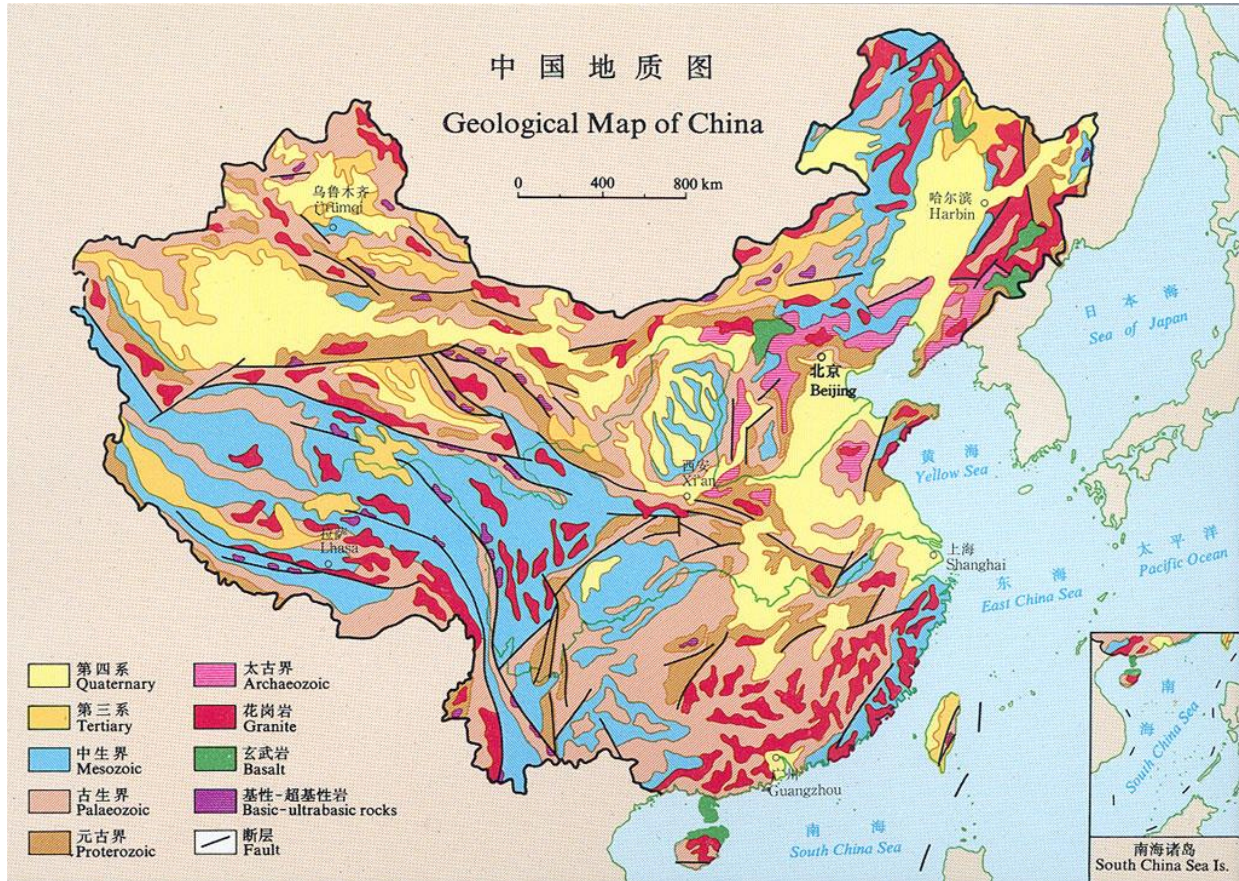 中国地质图
Geological Map of China
0 400 800 km
乌鲁木齐
Ürümqi
哈尔滨
Harbin
北京
Beijing
西安
Xi'an
拉萨
Lhasa
上海
Shanghai
广州
Guangzhou
日本海
Sea of Japan
黄海
Yellow Sea
太平洋
Pacific Ocean
东海
East China Sea
南海
South China Sea
南海
South China Sea
南海诸岛
South China Sea Is.
第四系
Quaternary
第三系
Tertiary
中生界
Mesozoic
古生界
Palaeozoic
元古界
Proterozoic
太古界
Archaeozoic
花岗岩
Granite
玄武岩
Basalt
基性-超基性岩
Basic-ultrabasic rocks
断层
Fault